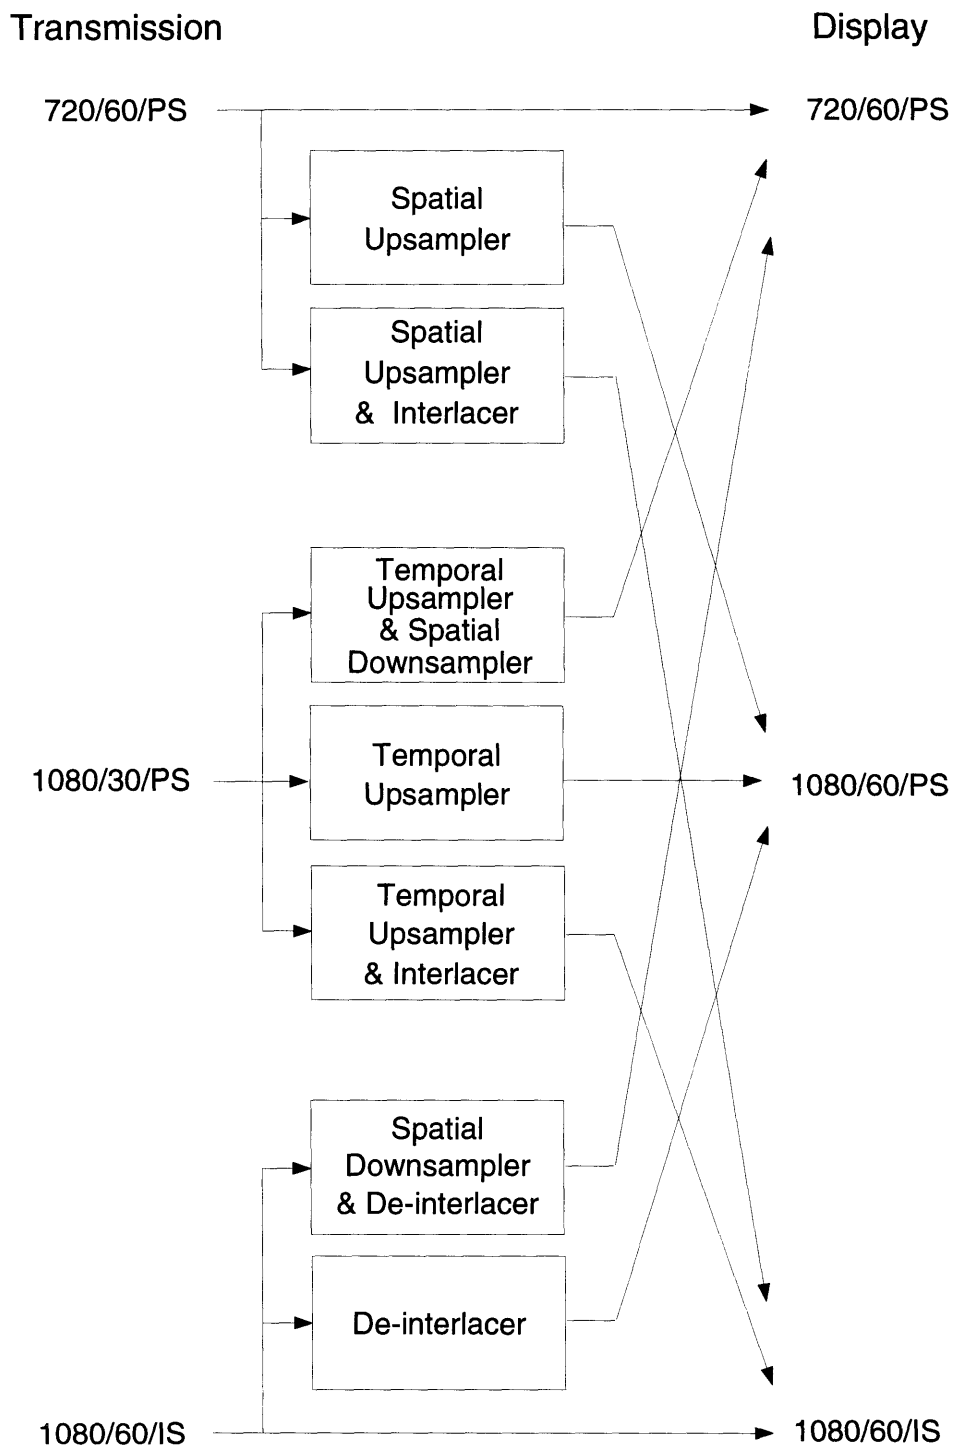 Transmission
Display
720/60/PS
720/60/PS
Spatial
Upsampler
Spatial
Upsampler
& Interlacer
Temporal
Upsampler
& Spatial
Downsampler
1080/30/PS
Temporal
Upsampler
1080/60/PS
Temporal
Upsampler
& Interlacer
Spatial
Downsampler
& De-interlacer
De-interlacer
1080/60/IS
1080/60/IS